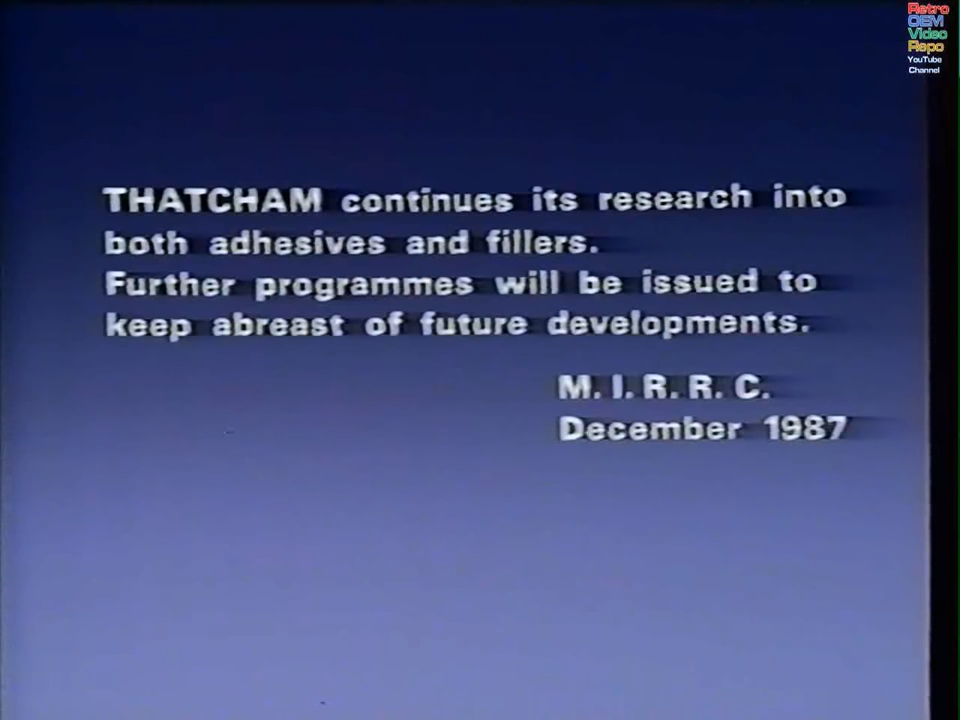 Retro
OEM
Video
Repo
YouTube
Channel
THATCHAM continues its research into
both adhesives and fillers.
Further programmes will be issued to
keep abreast of future developments.
M. I. R. R. C.
December 1987